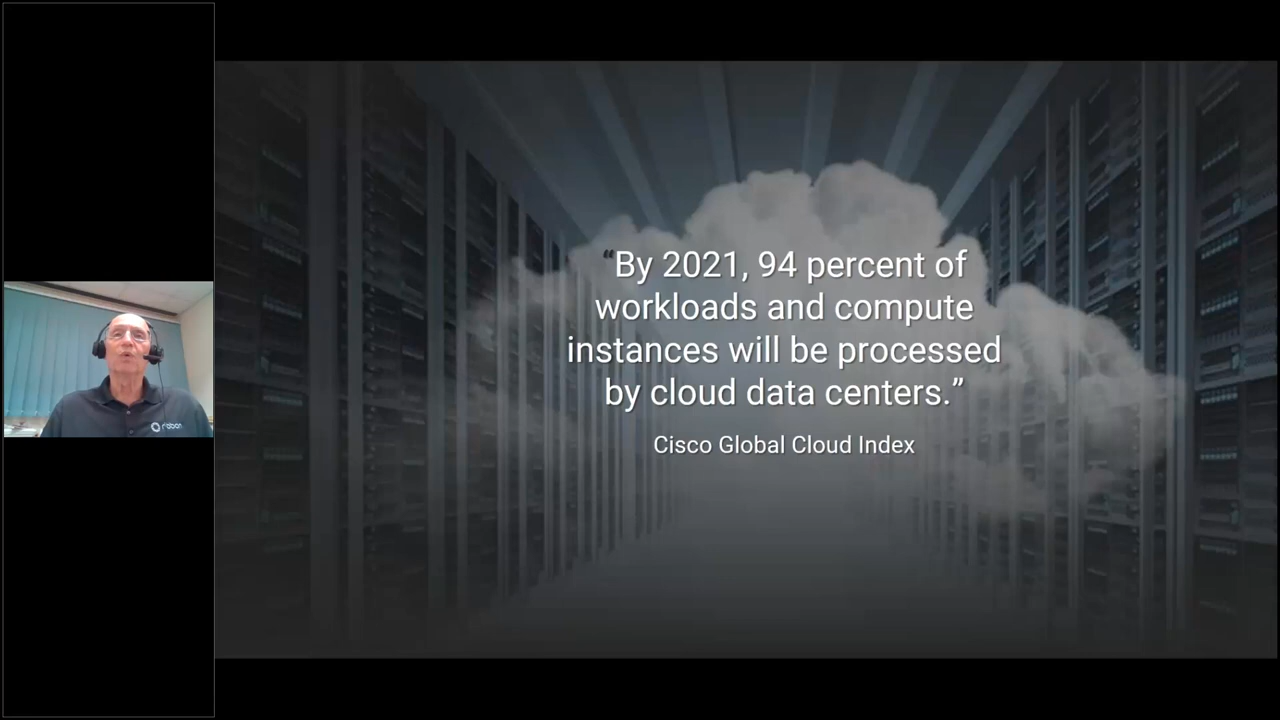 “By 2021, 94 percent of
workloads and compute
instances will be processed
by cloud data centers.”
Cisco Global Cloud Index